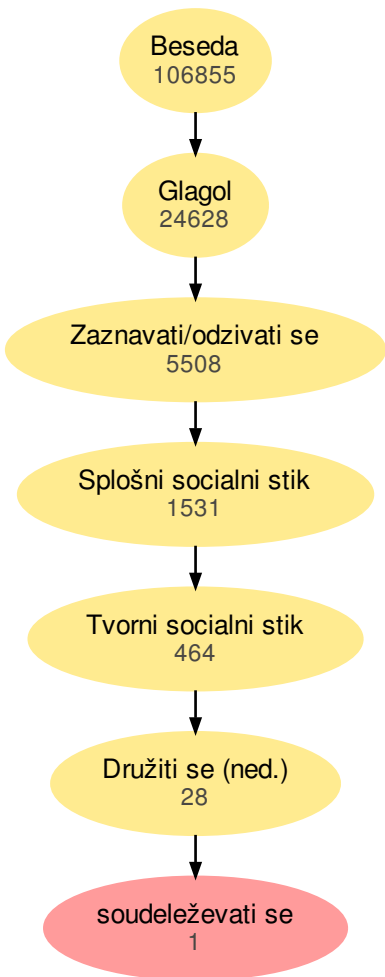 Beseda
106855
Glagol
24628
Zaznavati/odzivati se
5508
Splošni socialni stik
1531
Tvorni socialni stik
464
Družiti se (ned.)
28
soudeleževati se
1